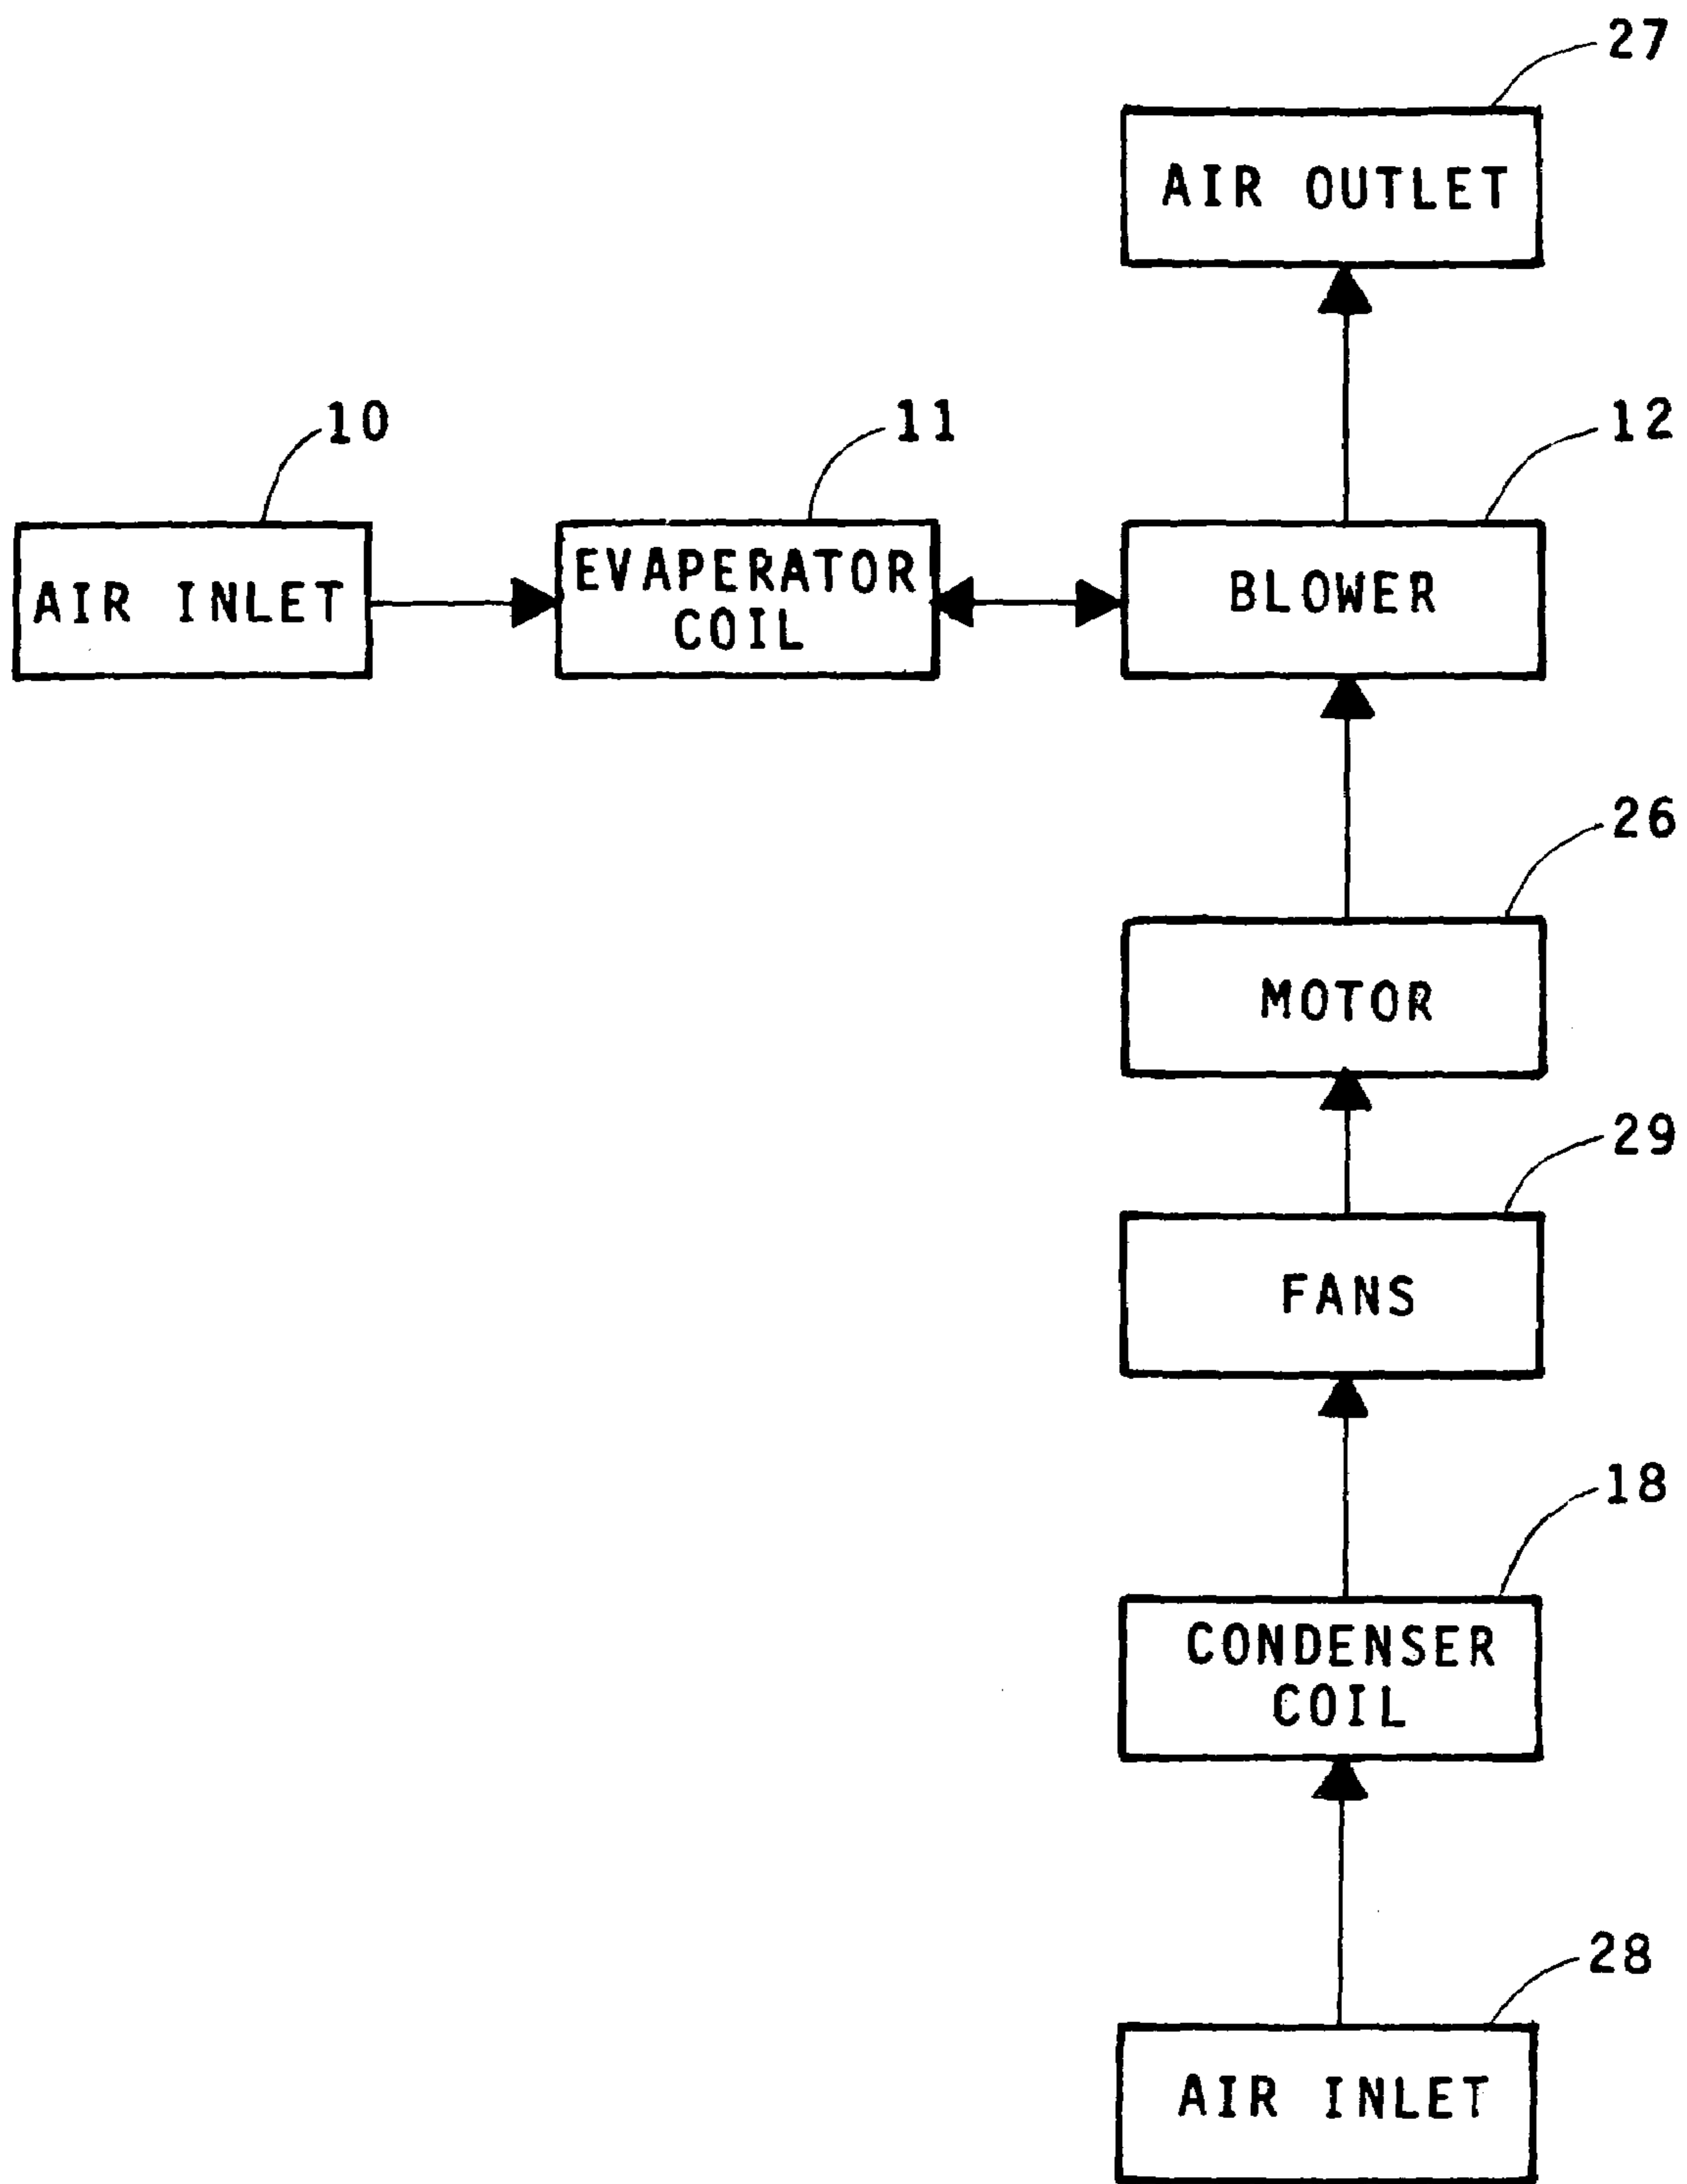 27
AIR OUTLET
10
11
12
AIR INLET
EVAPERATOR
COIL
BLOWER
26
MOTOR
29
FANS
18
CONDENSER
COIL
28
AIR INLET